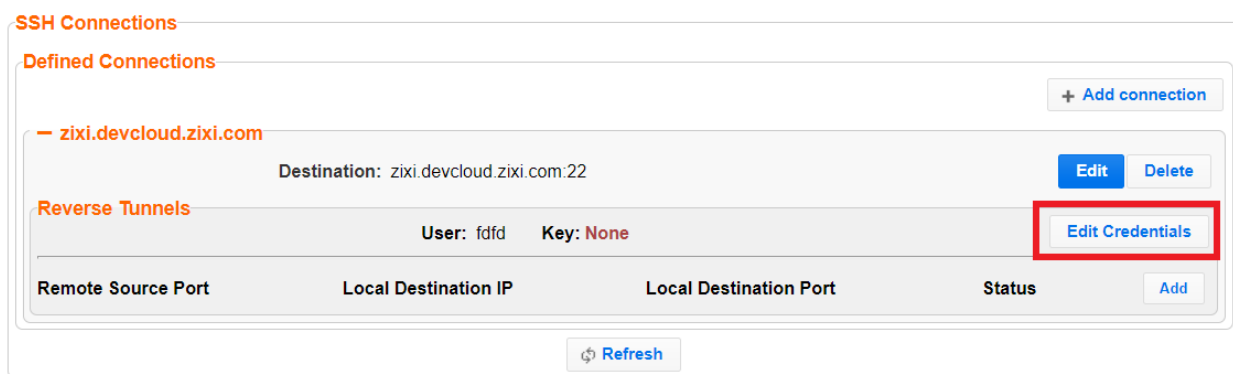 SSH Connections
Defined Connections
+ Add connection
− zixi.devcloud.zixi.com
Destination: zixi.devcloud.zixi.com:22 Edit Delete
Reverse Tunnels
User: fdfd Key: None Edit Credentials
Remote Source Port Local Destination IP Local Destination Port Status Add
Refresh